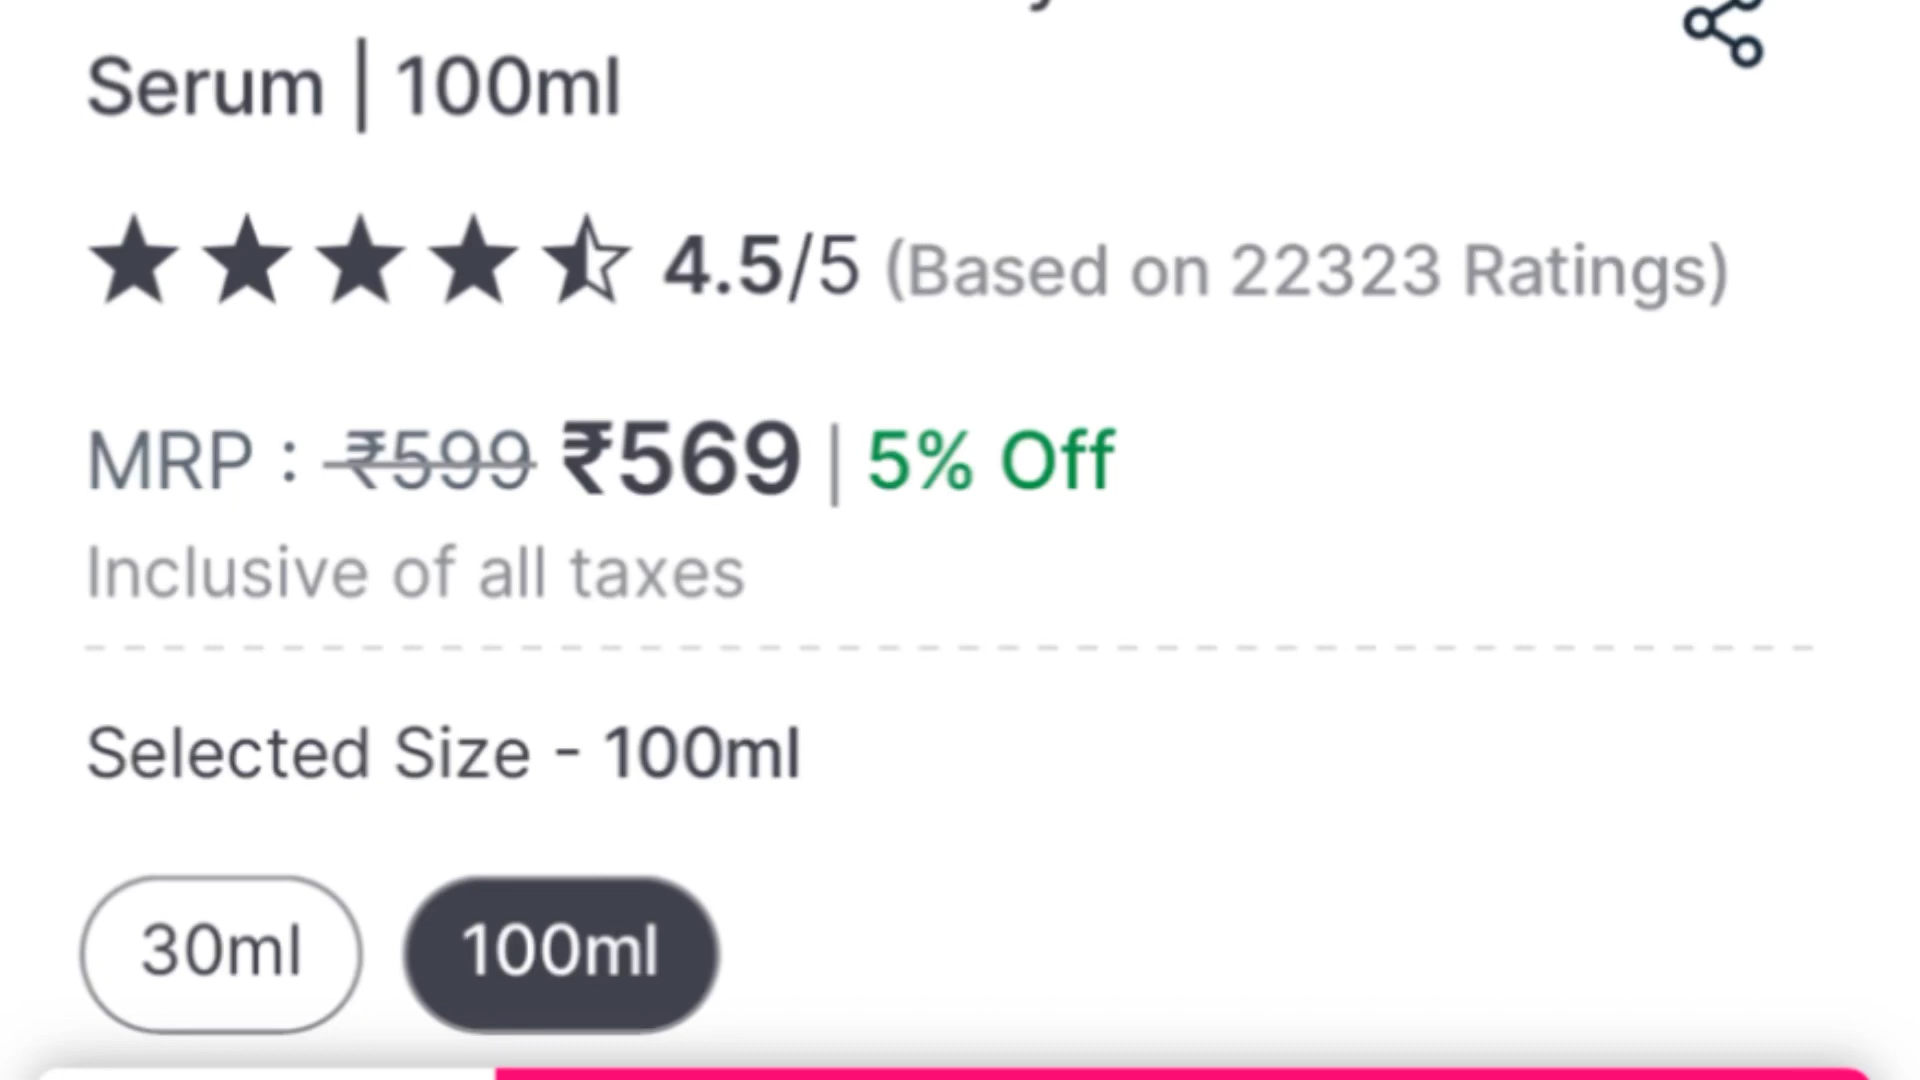 Serum | 100ml
4.5/5 (Based on 22323 Ratings)
MRP : ₹599 ₹569 | 5% Off
Inclusive of all taxes
Selected Size - 100ml
30ml 100ml